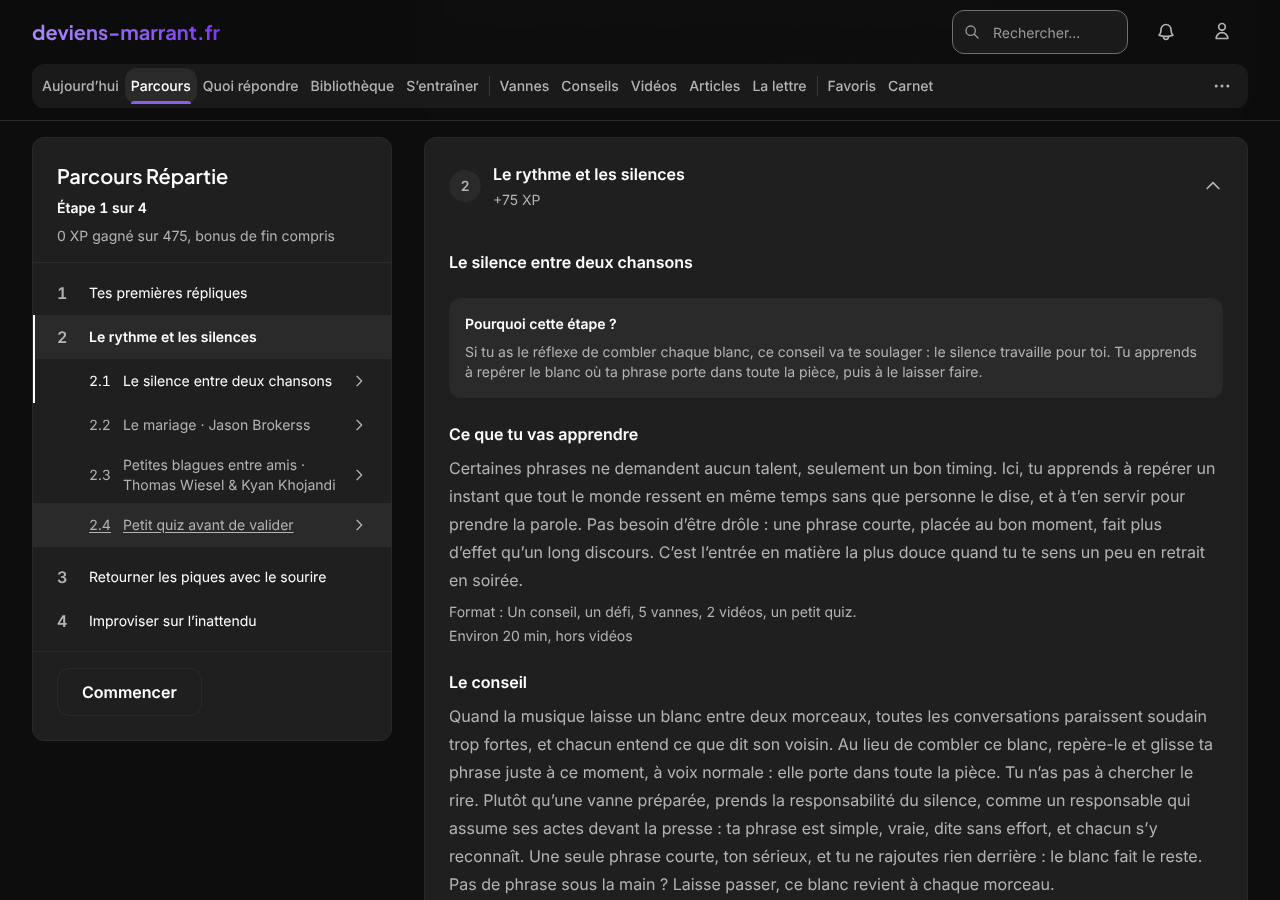 deviens-marrant.fr
Rechercher...
Aujourd’hui Parcours Quoi répondre Bibliothèque S’entraîner Vannes Conseils Vidéos Articles La lettre Favoris Carnet
Parcours Répartie
Étape 1 sur 4
0 XP gagné sur 475, bonus de fin compris
1 Tes premières répliques
2 Le rythme et les silences
2.1 Le silence entre deux chansons
2.2 Le mariage · Jason Brokerss
2.3 Petites blagues entre amis ·
Thomas Wiesel & Kyan Khojandi
2.4 Petit quiz avant de valider
3 Retourner les piques avec le sourire
4 Improviser sur l’inattendu
Commencer
2 Le rythme et les silences
+75 XP
Le silence entre deux chansons
Pourquoi cette étape ?
Si tu as le réflexe de combler chaque blanc, ce conseil va te soulager : le silence travaille pour toi. Tu apprends
à repérer le blanc où ta phrase porte dans toute la pièce, puis à le laisser faire.
Ce que tu vas apprendre
Certaines phrases ne demandent aucun talent, seulement un bon timing. Ici, tu apprends à repérer un
instant que tout le monde ressent en même temps sans que personne le dise, et à t’en servir pour
prendre la parole. Pas besoin d’être drôle : une phrase courte, placée au bon moment, fait plus
d’effet qu’un long discours. C’est l’entrée en matière la plus douce quand tu te sens un peu en retrait
en soirée.
Format : Un conseil, un défi, 5 vannes, 2 vidéos, un petit quiz.
Environ 20 min, hors vidéos
Le conseil
Quand la musique laisse un blanc entre deux morceaux, toutes les conversations paraissent soudain
trop fortes, et chacun entend ce que dit son voisin. Au lieu de combler ce blanc, repère-le et glisse ta
phrase juste à ce moment, à voix normale : elle porte dans toute la pièce. Tu n’as pas à chercher le
rire. Plutôt qu’une vanne préparée, prends la responsabilité du silence, comme un responsable qui
assume ses actes devant la presse : ta phrase est simple, vraie, dite sans effort, et chacun s’y
reconnaît. Une seule phrase courte, ton sérieux, et tu ne rajoutes rien derrière : le blanc fait le reste.
Pas de phrase sous la main ? Laisse passer, ce blanc revient à chaque morceau.